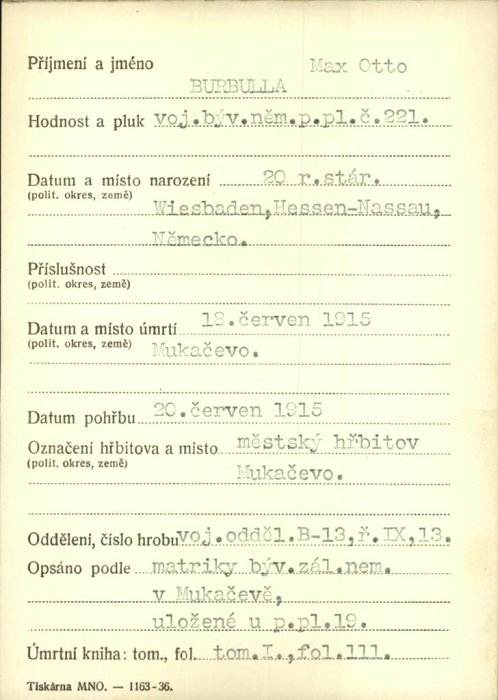 Příjmení a jméno Max Otto
BURBULLA
Hodnost a pluk voj.býv.něm.p.pl.č.221.
Datum a místo narození 20 r.stár.
(polit. okres, země)
Wiesbaden,Hessen-Nassau,
Německo.
Příslušnost
(polit. okres, země)
Datum a místo úmrtí 18.červen 1915
(polit. okres, země) Mukačevo.
Datum pohřbu 20.červen 1915
Označení hřbitova a místo městský hřbitov
(polit. okres, země)
Mukačevo.
Oddělení, číslo hrobu voj.odděl.B-13,ř.IX,13.
Opsáno podle matriky býv.zál.nem.
v Mukačevě,
uložené u p.pl.19.
Úmrtní kniha: tom., fol. tom.I.,fol.111.
Tiskárna MNO. — 1163-36.